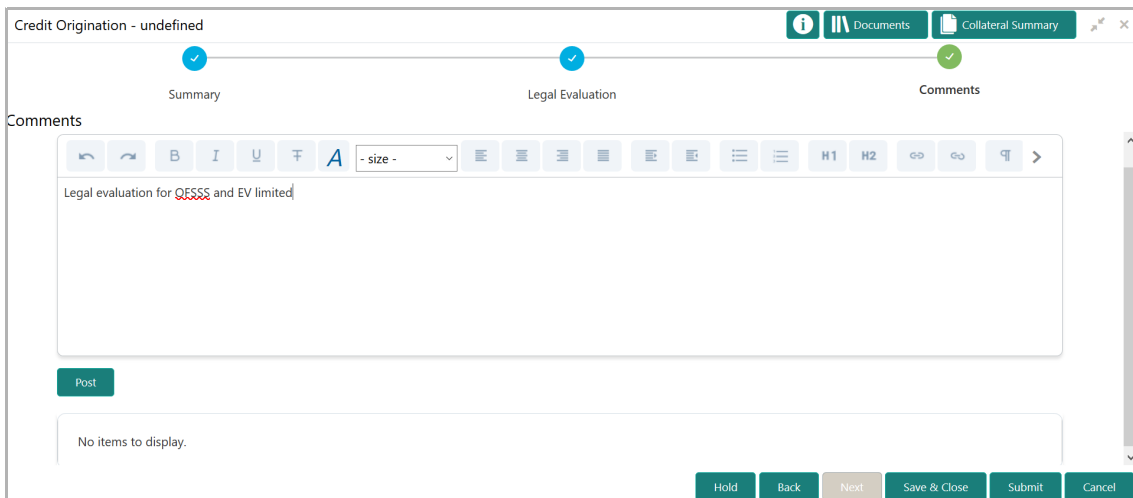 Credit Origination - undefined
Documents
Collateral Summary
Summary
Legal Evaluation
Comments
Comments
B I U T A - size - H1 H2
Legal evaluation for QFSSS and EV limited
Post
No items to display.
Hold Back Next Save & Close Submit Cancel